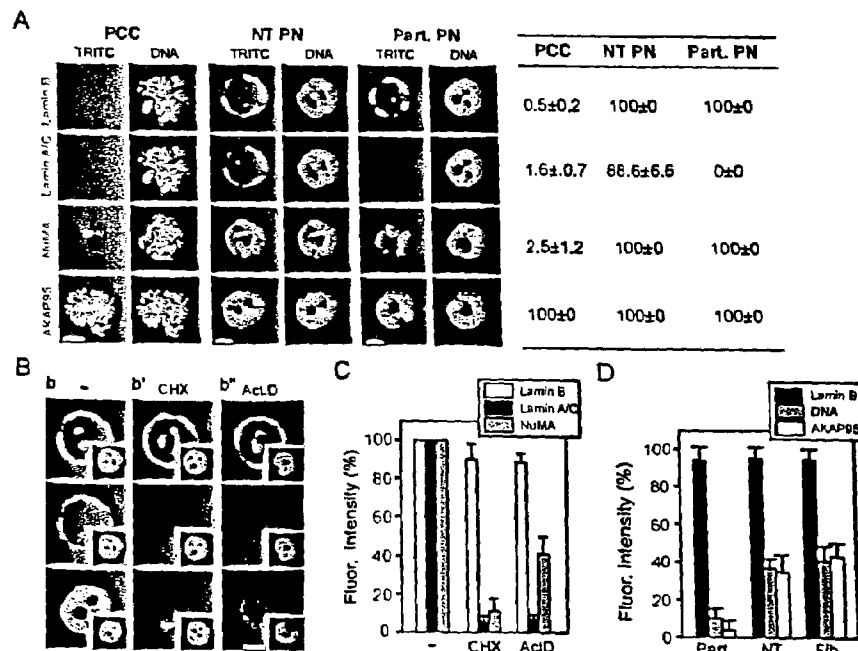 A
PCC NT PN Part. PN
TRITC DNA TRITC DNA TRITC DNA
PCC NT PN Part. PN
Lamin B
0.5±0.2 100±0 100±0
Lamin A/C
1.6±.0.7 88.6±6.6 0±0
NuMA
2.5±1.2 100±0 100±0
AKAP95
100±0 100±0 100±0
B
b - b' CHX b" ActD
C
Lamin B
Lamin A/C
NuMA
Fluor. Intensity (%)
100
80
60
40
20
0
- CHX ActD
D
Lamin B
DNA
AKAP95
Fluor. Intensity (%)
100
80
60
40
20
0
Part. NT Fib.